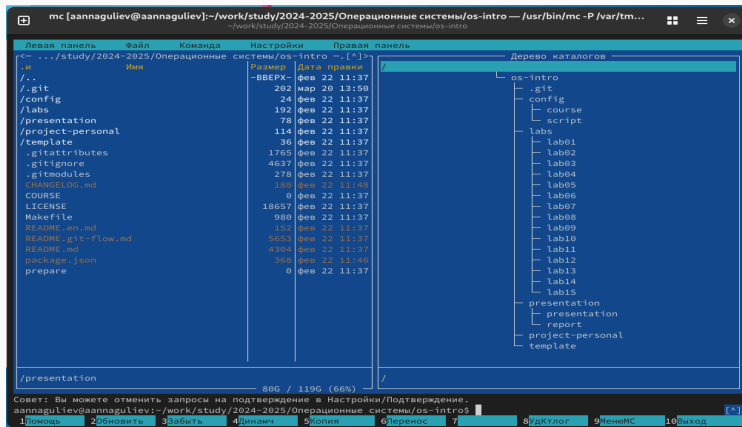 mc [aannaguliev@aannaguliev]:~/work/study/2024-2025/Операционные системы/os-intro — /usr/bin/mc -P /var/tm...
~/work/study/2024-2025/Операционные системы/os-intro
Левая панель Файл Команда Настройки Правая панель
<— .../study/2024-2025/Операционные системы/os-intro —.[^]>
.и Имя Размер Дата правки
/.. -ВВЕРХ- фев 22 11:37
/.git 202 мар 20 13:50
/config 24 фев 22 11:37
/labs 192 фев 22 11:37
/presentation 78 фев 22 11:37
/project-personal 114 фев 22 11:37
/template 36 фев 22 11:37
.gitattributes 1765 фев 22 11:37
.gitignore 4637 фев 22 11:37
.gitmodules 278 фев 22 11:37
CHANGELOG.md 180 фев 22 11:48
COURSE 0 фев 22 11:37
LICENSE 18657 фев 22 11:37
Makefile 980 фев 22 11:37
README.en.md 152 фев 22 11:37
README.git-flow.md 5653 фев 22 11:37
README.md 4304 фев 22 11:37
package.json 368 фев 22 11:46
prepare 0 фев 22 11:37
/presentation
80G / 119G (66%)
Дерево каталогов
/
os-intro
.git
config
course
script
labs
lab01
lab02
lab03
lab04
lab05
lab06
lab07
lab08
lab09
lab10
lab11
lab12
lab13
lab14
lab15
presentation
presentation
report
project-personal
template
/
Совет: Вы можете отменить запросы на подтверждение в Настройки/Подтверждение.
aannaguliev@aannaguliev:~/work/study/2024-2025/Операционные системы/os-intro$ [^]
1Помощь 2Обновить 3Забыть 4Динамич 5Копия 6Перенос 7 8УдКтлог 9МенюMC 10Выход